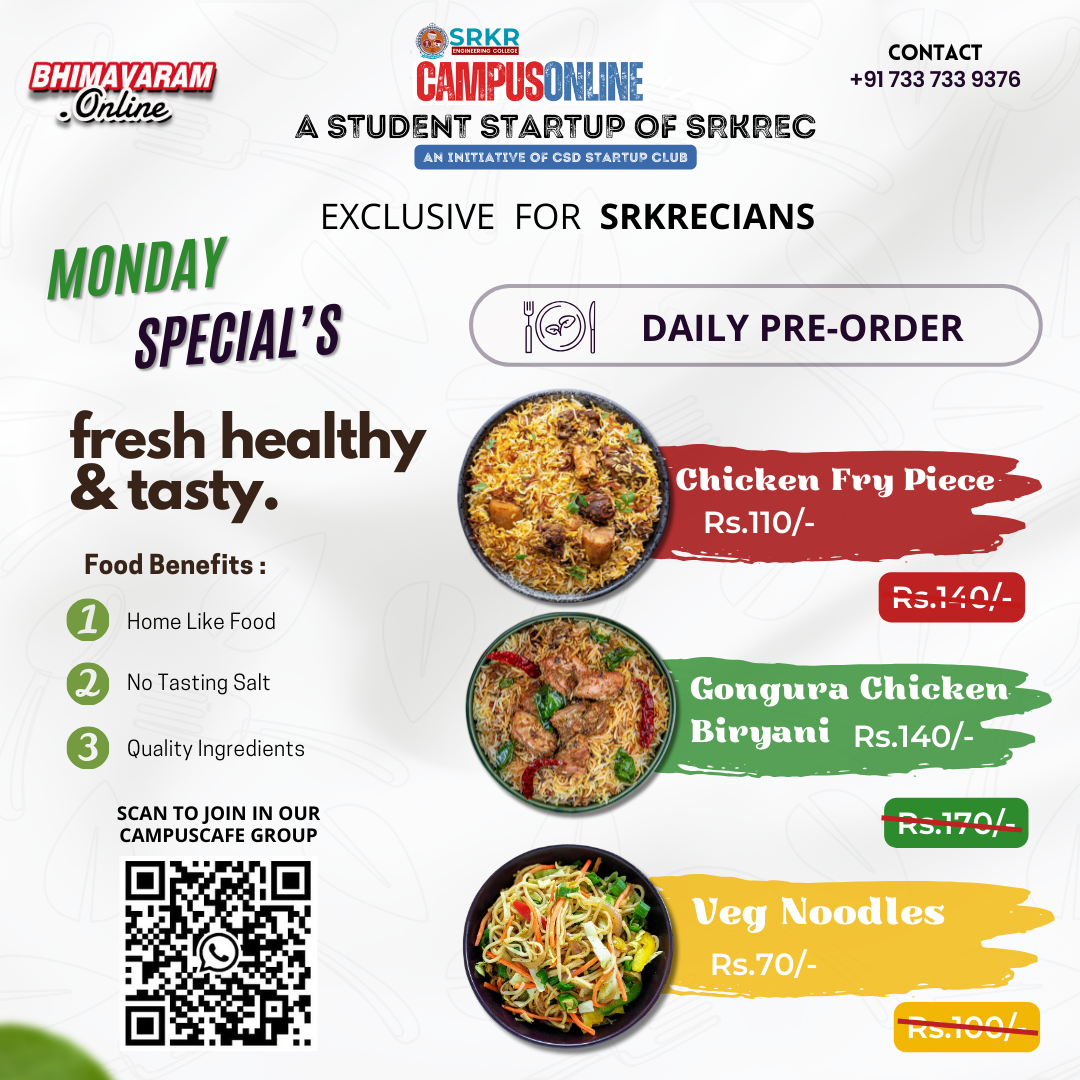 BHIMAVARAM
.Online
SRKR
ENGINEERING COLLEGE
CAMPUSONLINE
A STUDENT STARTUP OF SRKREC
AN INITIATIVE OF CSD STARTUP CLUB
CONTACT
+91 733 733 9376
EXCLUSIVE FOR SRKRECIANS
MONDAY
SPECIAL'S
DAILY PRE-ORDER
fresh healthy
& tasty.
Food Benefits :
1 Home Like Food
2 No Tasting Salt
3 Quality Ingredients
SCAN TO JOIN IN OUR
CAMPUSCAFE GROUP
Chicken Fry Piece
Rs.110/-
Rs.140/-
Gongura Chicken
Biryani Rs.140/-
Rs.170/-
Veg Noodles
Rs.70/-
Rs.100/-